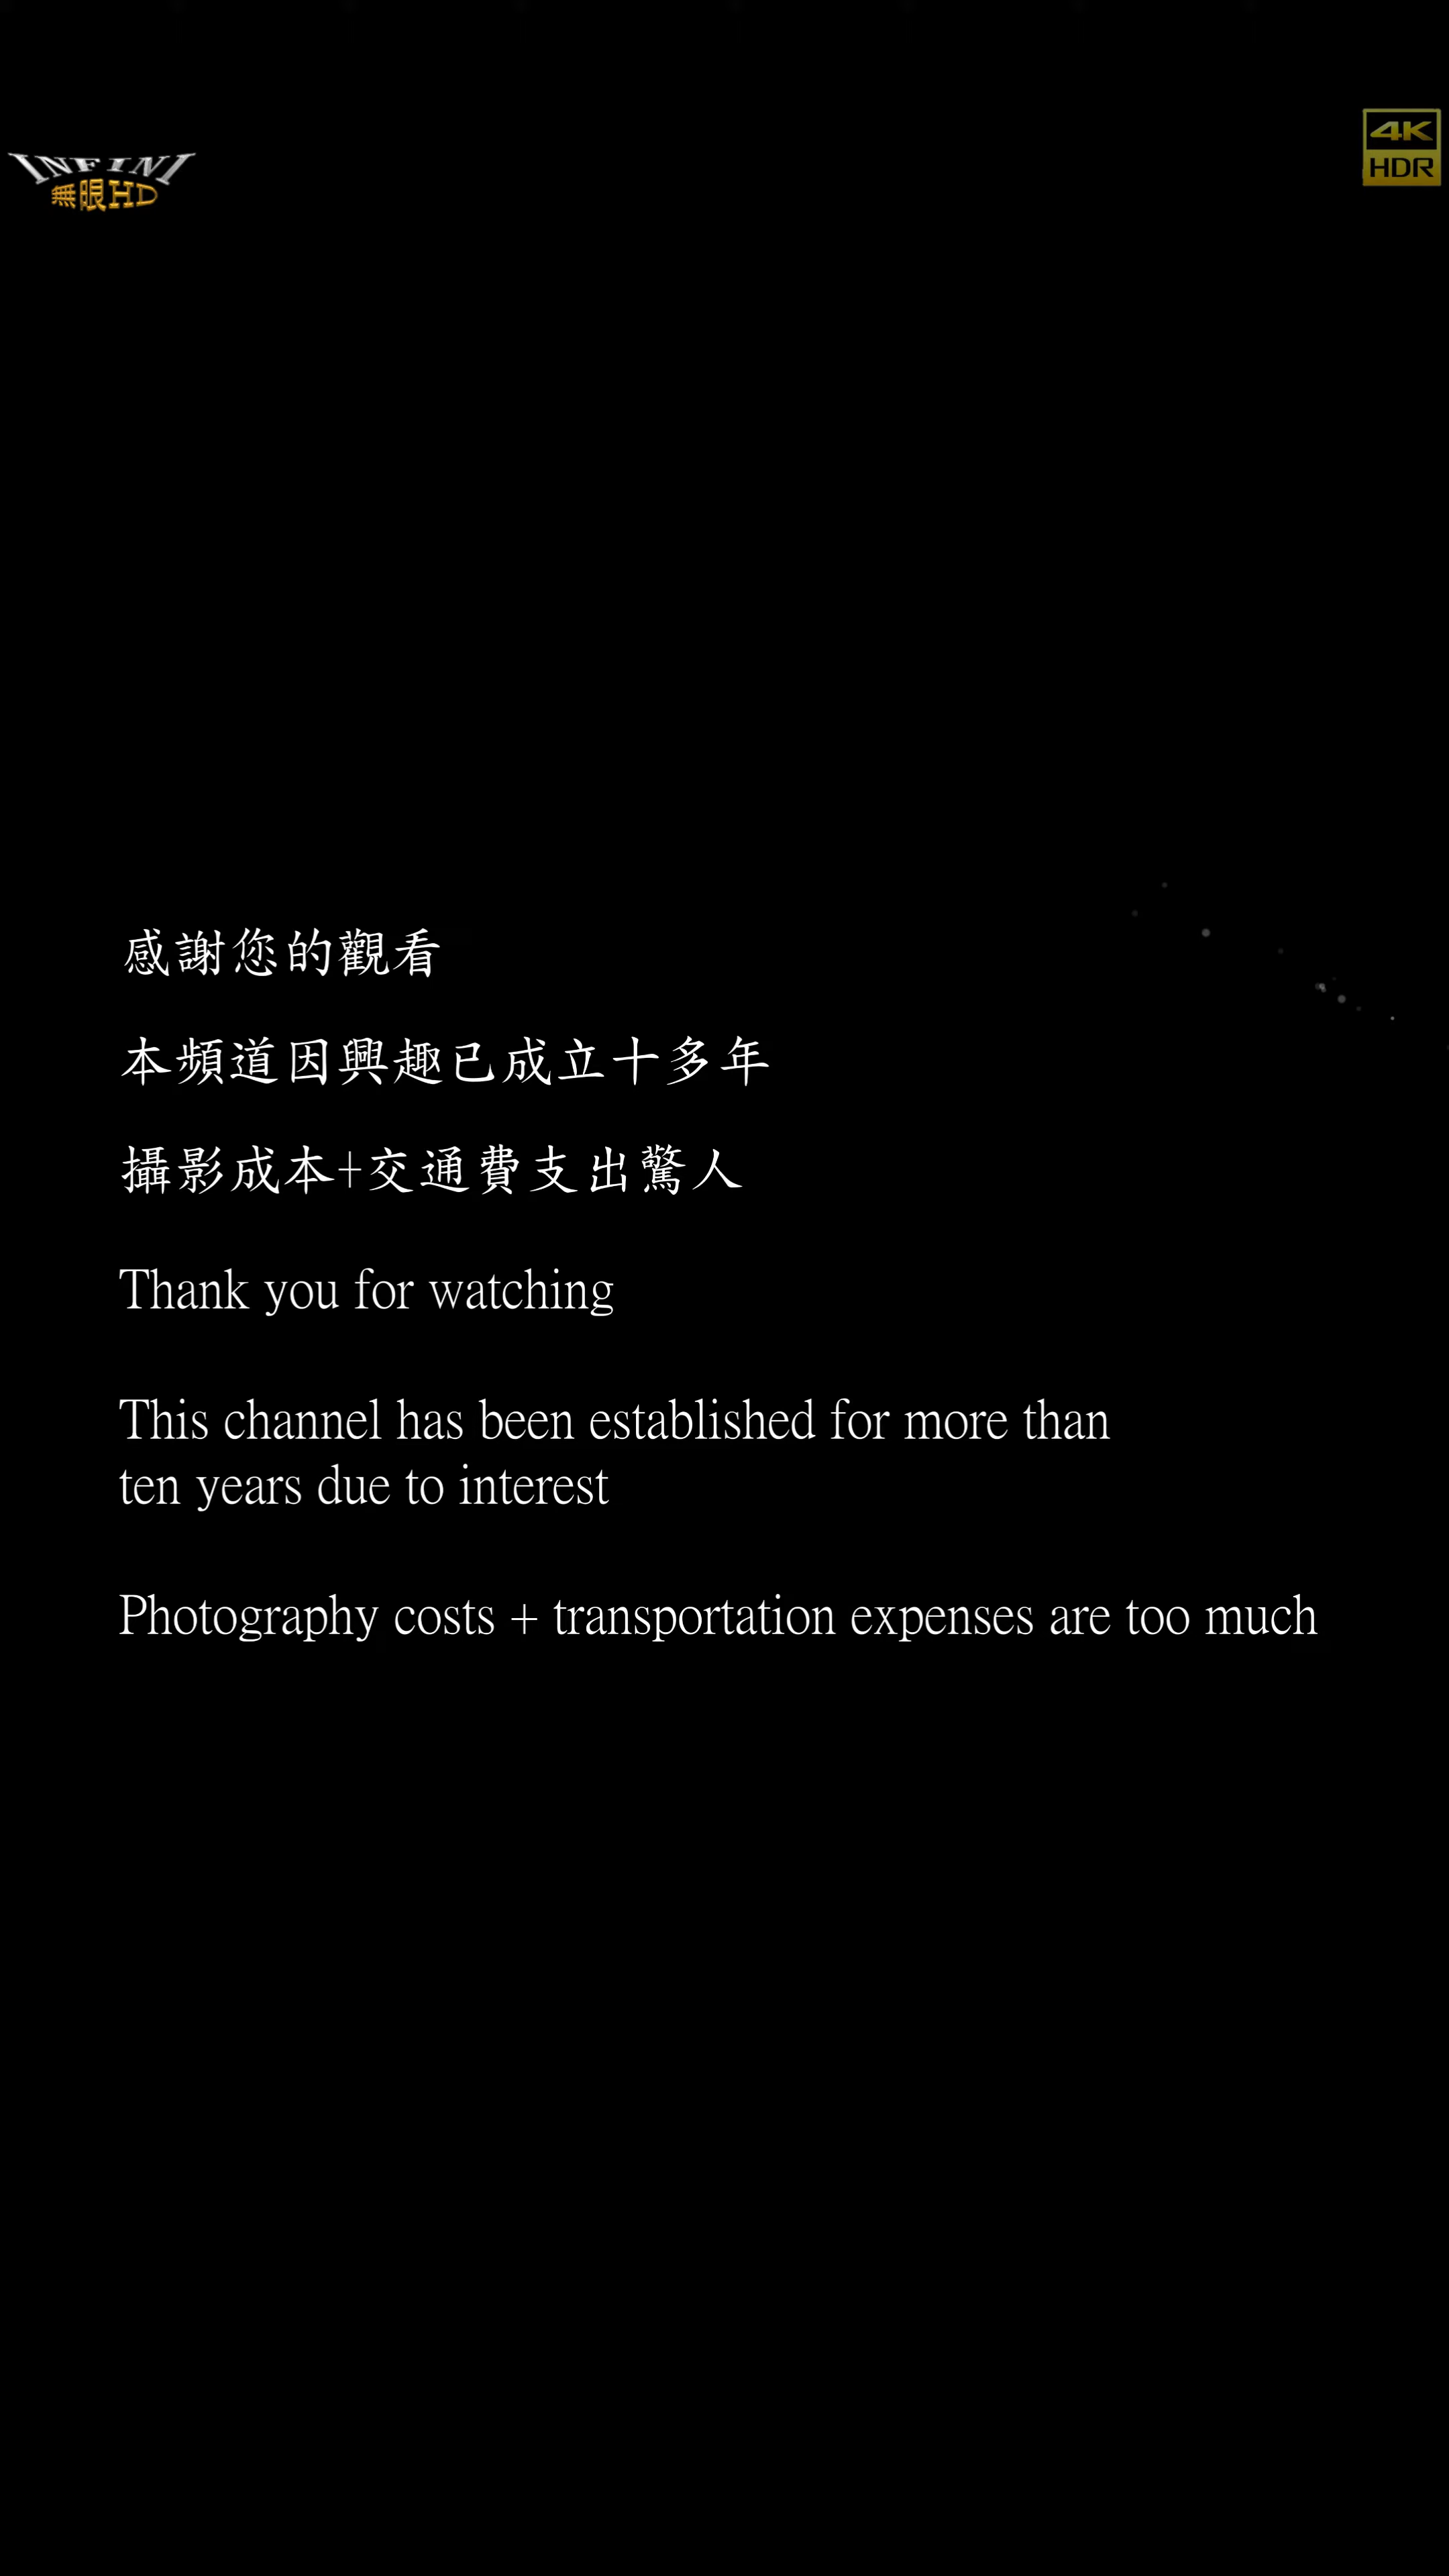 INFINI
無限HD
4K
HDR
感謝您的觀看
本頻道因興趣已成立十多年
攝影成本+交通費支出驚人
Thank you for watching
This channel has been established for more than
ten years due to interest
Photography costs + transportation expenses are too much